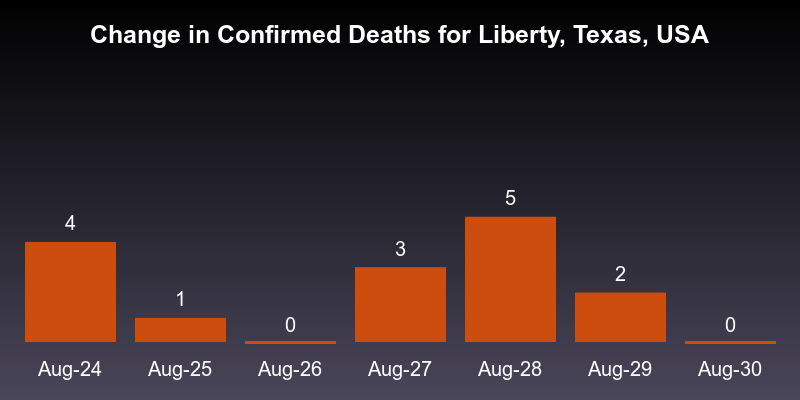 Change in Confirmed Deaths for Liberty, Texas, USA
4
1
0
3
5
2
0
Aug-24
Aug-25
Aug-26
Aug-27
Aug-28
Aug-29
Aug-30